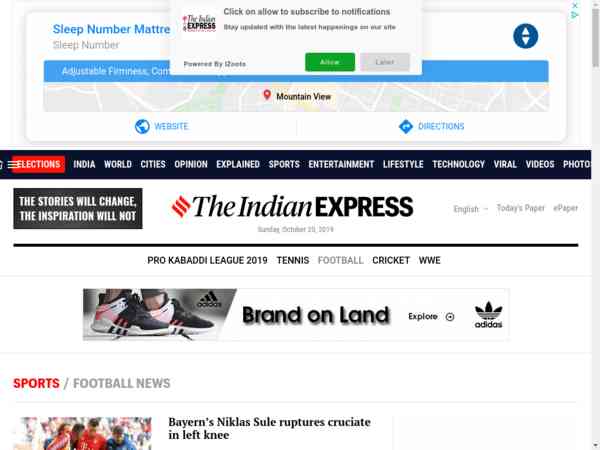 Click on allow to subscribe to notifications
Stay updated with the latest happenings on our site
Powered By iZooto
Allow
Later
Sleep Number Mattre
Sleep Number
Adjustable Firmness, Com
Mountain View
WEBSITE
DIRECTIONS
ELECTIONS INDIA WORLD CITIES OPINION EXPLAINED SPORTS ENTERTAINMENT LIFESTYLE TECHNOLOGY VIRAL VIDEOS PHOTOS
THE STORIES WILL CHANGE,
THE INSPIRATION WILL NOT
The Indian EXPRESS
Sunday, October 20, 2019
English
Today's Paper
ePaper
PRO KABADDI LEAGUE 2019 TENNIS FOOTBALL CRICKET WWE
adidas
Brand on Land
Explore
adidas
SPORTS / FOOTBALL NEWS
Bayern's Niklas Sule ruptures cruciate
in left knee